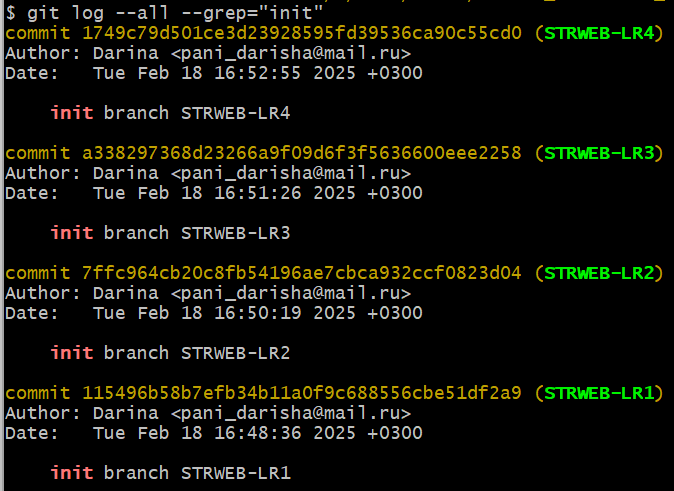 $ git log --all --grep="init"
commit 1749c79d501ce3d23928595fd39536ca90c55cd0 (STRWEB-LR4)
Author: Darina <pani_darisha@mail.ru>
Date:   Tue Feb 18 16:52:55 2025 +0300
    init branch STRWEB-LR4
commit a338297368d23266a9f09d6f3f5636600eee2258 (STRWEB-LR3)
Author: Darina <pani_darisha@mail.ru>
Date:   Tue Feb 18 16:51:26 2025 +0300
    init branch STRWEB-LR3
commit 7ffc964cb20c8fb54196ae7cbca932ccf0823d04 (STRWEB-LR2)
Author: Darina <pani_darisha@mail.ru>
Date:   Tue Feb 18 16:50:19 2025 +0300
    init branch STRWEB-LR2
commit 115496b58b7efb34b11a0f9c688556cbe51df2a9 (STRWEB-LR1)
Author: Darina <pani_darisha@mail.ru>
Date:   Tue Feb 18 16:48:36 2025 +0300
    init branch STRWEB-LR1